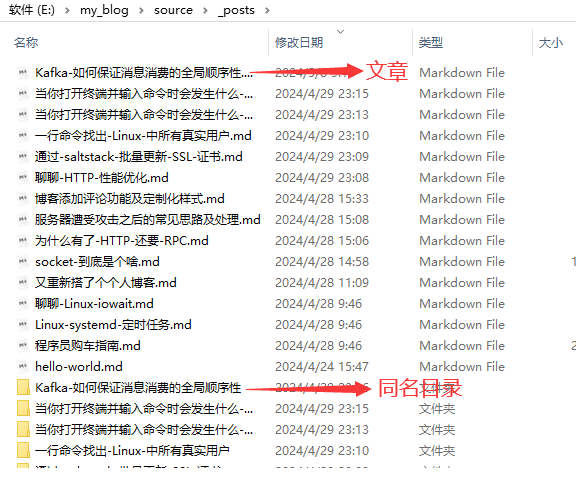 软件 (E:) › my_blog › source › _posts ›
名称 修改日期 类型 大小
Kafka-如何保证消息消费的全局顺序性.... 文章 Markdown File
当你打开终端并输入命令时会发生什么-... 2024/4/29 23:15 Markdown File
当你打开终端并输入命令时会发生什么-... 2024/4/29 23:13 Markdown File
一行命令找出-Linux-中所有真实用户.md 2024/4/29 23:10 Markdown File
通过-saltstack-批量更新-SSL-证书.md 2024/4/29 23:09 Markdown File
聊聊-HTTP-性能优化.md 2024/4/29 23:08 Markdown File
博客添加评论功能及定制化样式.md 2024/4/28 15:33 Markdown File
服务器遭受攻击之后的常见思路及处理.md 2024/4/28 15:08 Markdown File
为什么有了-HTTP-还要-RPC.md 2024/4/28 15:06 Markdown File
socket-到底是个啥.md 2024/4/28 14:58 Markdown File 1
又重新搭了个个人博客.md 2024/4/28 11:09 Markdown File
聊聊-Linux-iowait.md 2024/4/28 9:46 Markdown File
Linux-systemd-定时任务.md 2024/4/28 9:46 Markdown File
程序员购车指南.md 2024/4/28 9:46 Markdown File 2
hello-world.md 2024/4/24 15:47 Markdown File
Kafka-如何保证消息消费的全局顺序性 同名目录
当你打开终端并输入命令时会发生什么-... 2024/4/29 23:15 文件夹
当你打开终端并输入命令时会发生什么-... 2024/4/29 23:13 文件夹
一行命令找出-Linux-中所有真实用户 2024/4/29 23:10 文件夹